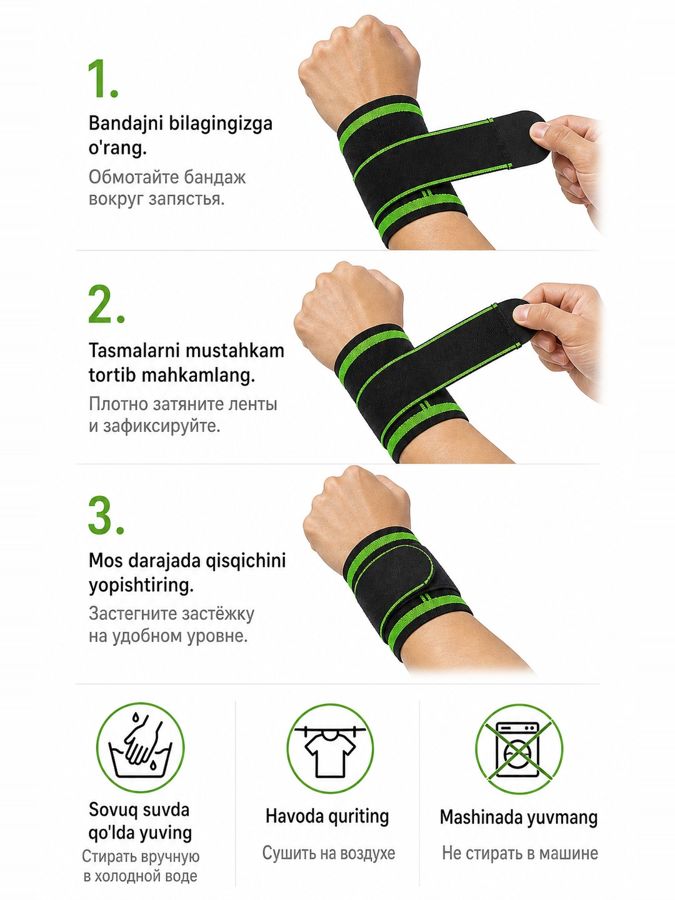 1.
Bandajni bilagingizga
o'rang.
Обмотайте бандаж
вокруг запястья.
2.
Tasmalarni mustahkam
tortib mahkamlang.
Плотно затяните ленты
и зафиксируйте.
3.
Mos darajada qisqichini
yopishtiring.
Застегните застёжку
на удобном уровне.
Sovuq suvda
qo'lda yuving
Стирать вручную
в холодной воде
Havoda quriting
Сушить на воздухе
Mashinada yuvmang
Не стирать в машине